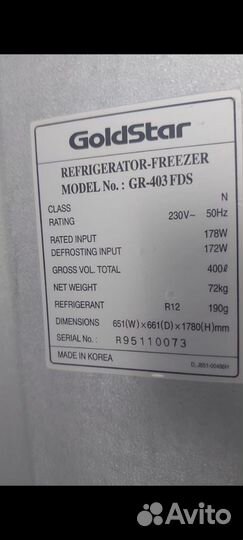 GoldStar
REFRIGERATOR-FREEZER
MODEL No. : GR-403 FDS
CLASS N
RATING 230V~ 50Hz
RATED INPUT 178W
DEFROSTING INPUT 172W
GROSS VOL. TOTAL 400ℓ
NET WEIGHT 72kg
REFRIGERANT R12 190g
DIMENSIONS 651(W)×661(D)×1780(H)mm
SERIAL No. : R95110073
MADE IN KOREA
Avito